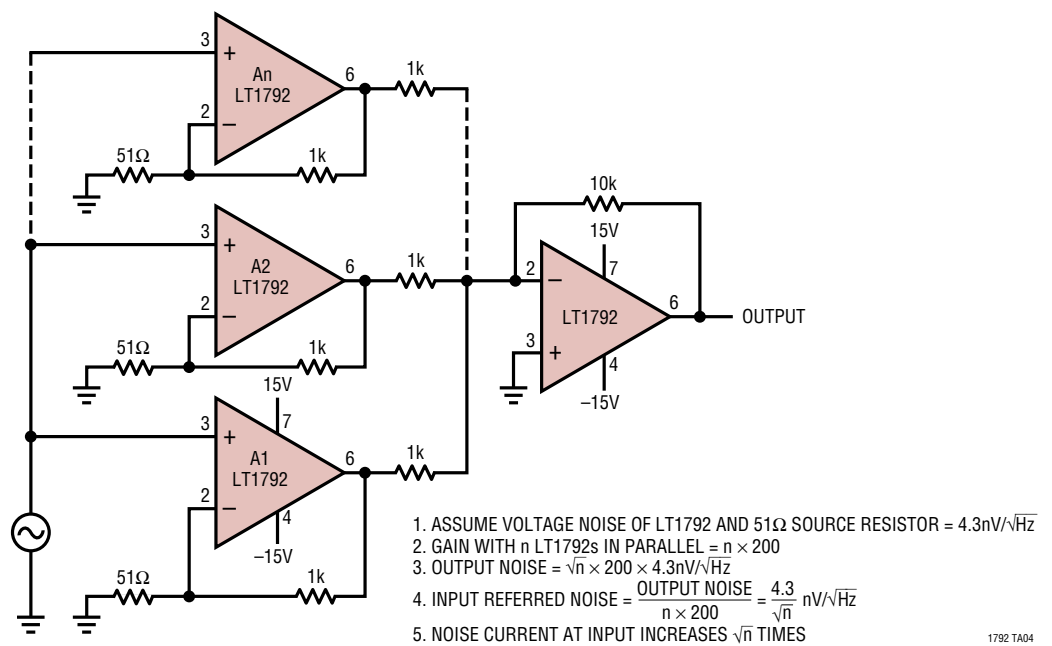 3
+
An
LT1792
6
1k
2
–
51Ω
1k
3
+
A2
LT1792
6
1k
2
–
51Ω
1k
15V
7
3
+
A1
LT1792
6
1k
2
–
4
–15V
51Ω
1k
10k
15V
7
2
–
LT1792
6
OUTPUT
3
+
4
–15V
1. ASSUME VOLTAGE NOISE OF LT1792 AND 51Ω SOURCE RESISTOR = 4.3nV/√Hz
2. GAIN WITH n LT1792s IN PARALLEL = n × 200
3. OUTPUT NOISE = √n × 200 × 4.3nV/√Hz
4. INPUT REFERRED NOISE = OUTPUT NOISE / n × 200 = 4.3 / √n nV/√Hz
5. NOISE CURRENT AT INPUT INCREASES √n TIMES
1792 TA04